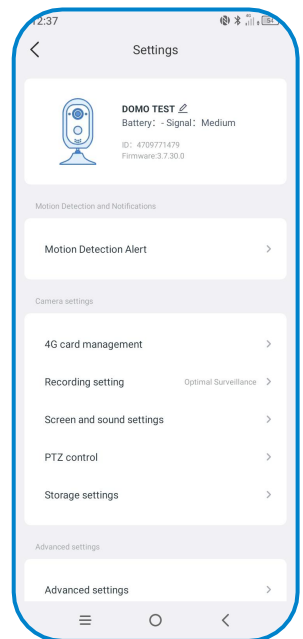 12:37
4G
54
Settings
DOMO TEST
Battery: - Signal: Medium
ID: 4709771479
Firmware:3.7.30.0
Motion Detection and Notifications
Motion Detection Alert
Camera settings
4G card management
Recording setting Optimal Surveillance
Screen and sound settings
PTZ control
Storage settings
Advanced settings
Advanced settings